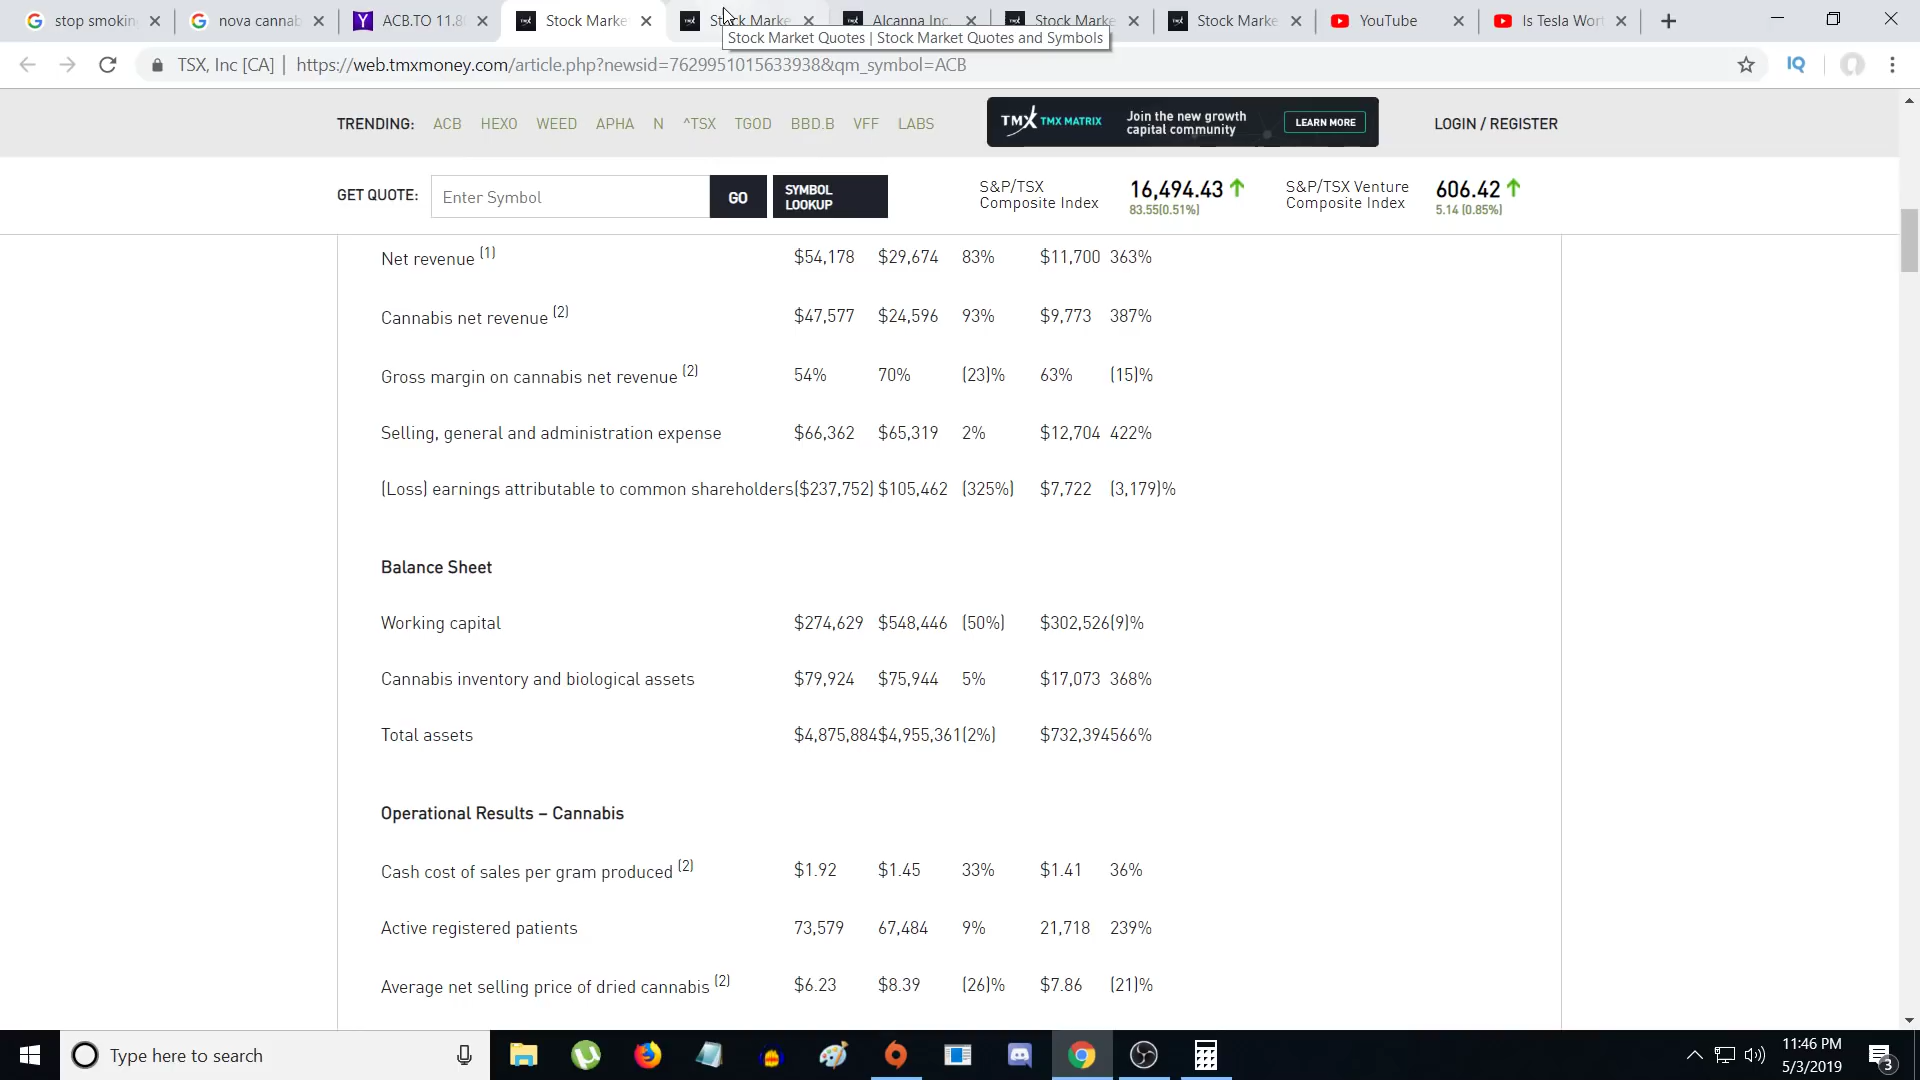 stop smokin
nova cannab
ACB.TO 11.8
Stock Marke
Stock Marke
Alcanna Inc.
Stock Marke
Stock Marke
YouTube
Is Tesla Wort
Stock Market Quotes | Stock Market Quotes and Symbols
TSX, Inc [CA] | https://web.tmxmoney.com/article.php?newsid=7629951015633938&qm_symbol=ACB
IQ
TRENDING: ACB HEXO WEED APHA N ^TSX TGOD BBD.B VFF LABS
TMX TMX MATRIX
Join the new growth
capital community
LEARN MORE
LOGIN / REGISTER
GET QUOTE: Enter Symbol GO
SYMBOL
LOOKUP
S&P/TSX
Composite Index
16,494.43
83.55(0.51%)
S&P/TSX Venture
Composite Index
606.42
5.14 (0.85%)
Net revenue (1) $54,178 $29,674 83% $11,700 363%
Cannabis net revenue (2) $47,577 $24,596 93% $9,773 387%
Gross margin on cannabis net revenue (2) 54% 70% (23)% 63% (15)%
Selling, general and administration expense $66,362 $65,319 2% $12,704 422%
(Loss) earnings attributable to common shareholders($237,752) $105,462 (325%) $7,722 (3,179)%
Balance Sheet
Working capital $274,629 $548,446 (50%) $302,526(9)%
Cannabis inventory and biological assets $79,924 $75,944 5% $17,073 368%
Total assets $4,875,884$4,955,361(2%) $732,394566%
Operational Results – Cannabis
Cash cost of sales per gram produced (2) $1.92 $1.45 33% $1.41 36%
Active registered patients 73,579 67,484 9% 21,718 239%
Average net selling price of dried cannabis (2) $6.23 $8.39 (26)% $7.86 (21)%
Type here to search
11:46 PM
5/3/2019
3